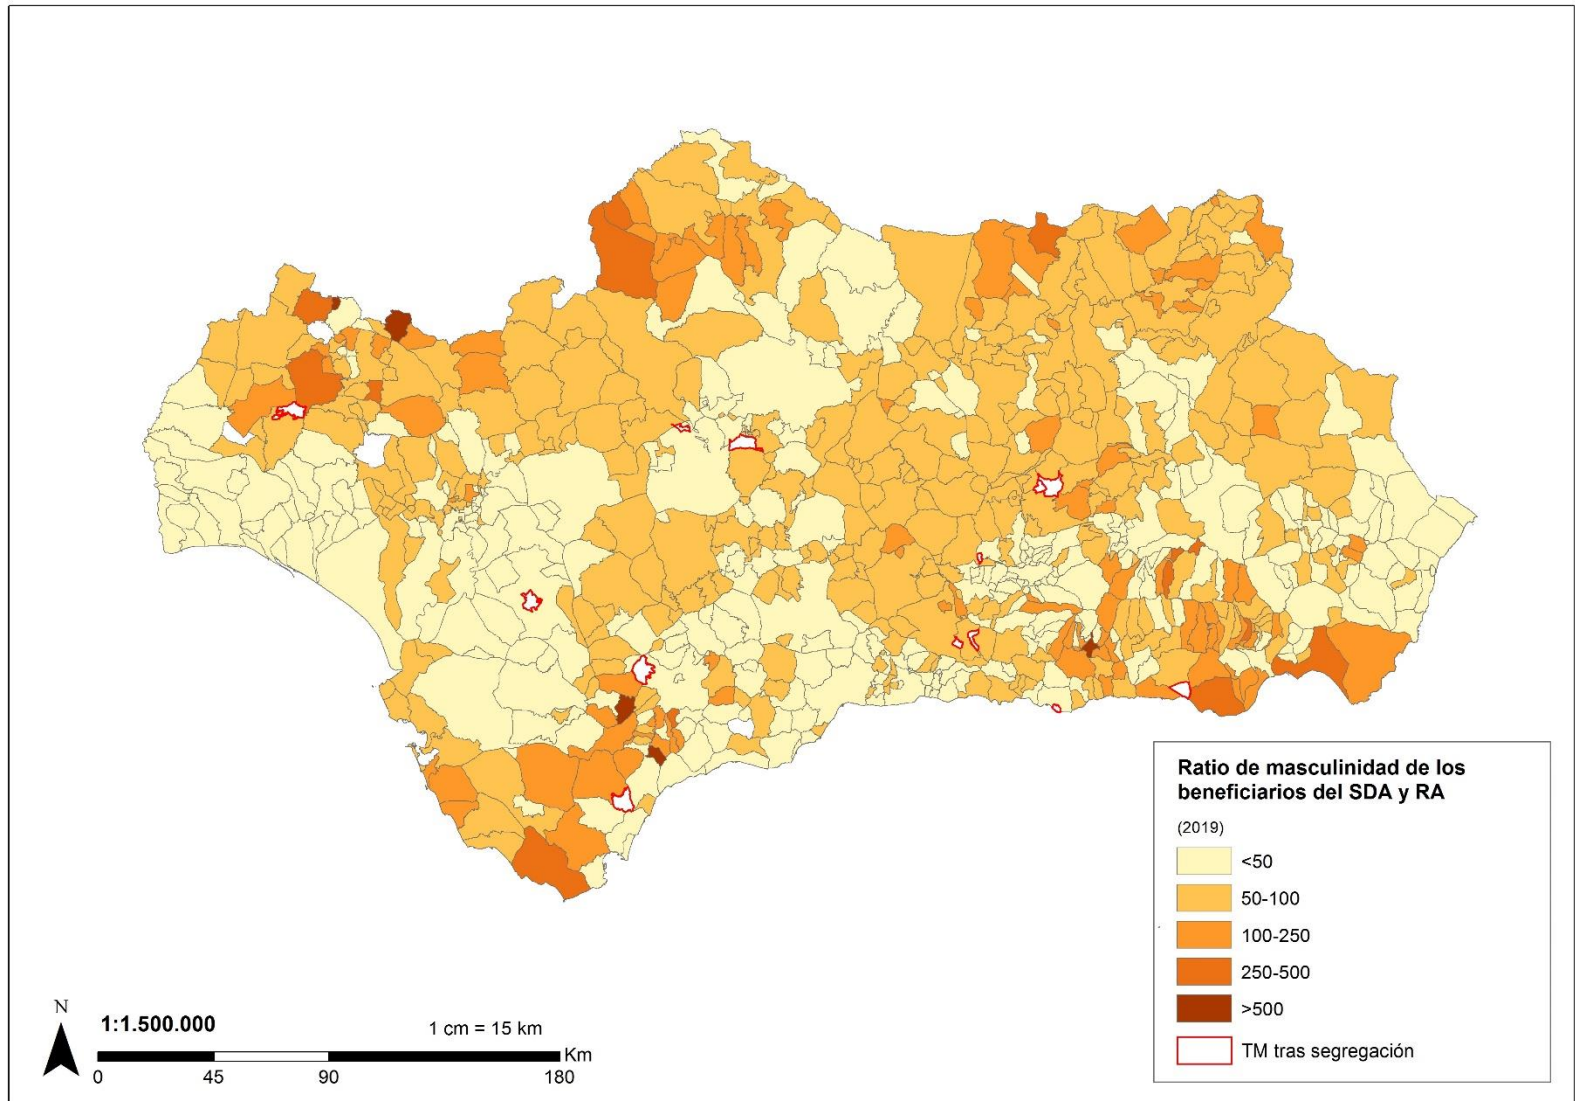 Ratio de masculinidad de los
beneficiarios del SDA y RA
(2019)
<50
50-100
100-250
250-500
>500
TM tras segregación
N
1:1.500.000
1 cm = 15 km
Km
0 45 90 180